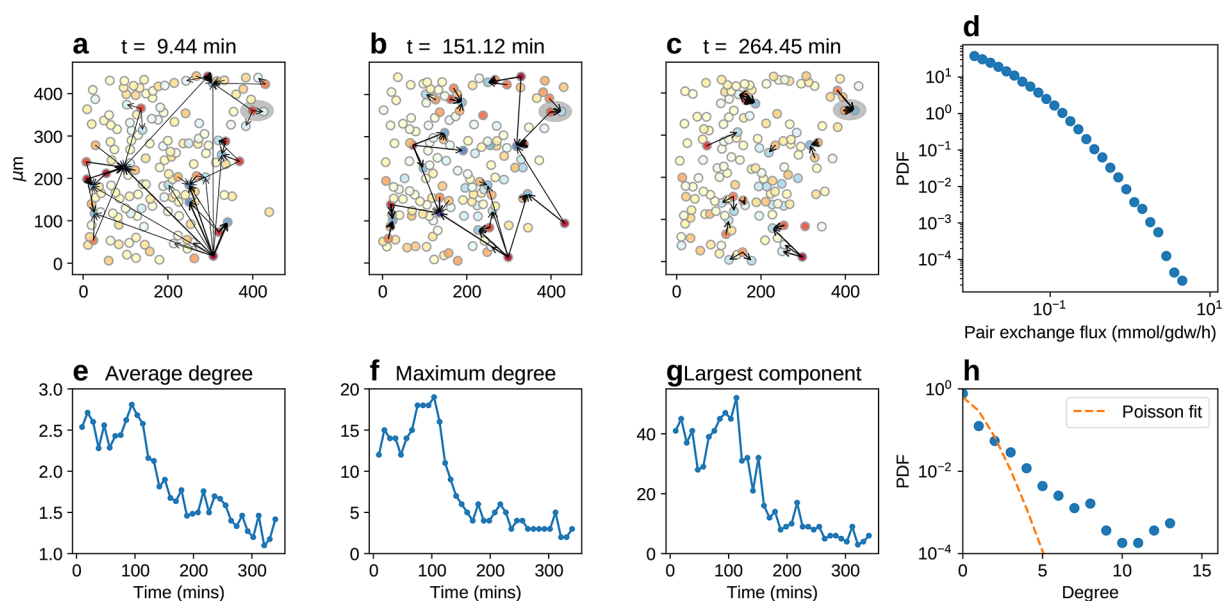 a
t = 9.44 min
b
t = 151.12 min
c
t = 264.45 min
d
400
300
200
100
0
μm
0 200 400
0 200 400
0 200 400
10¹
10⁰
10⁻¹
10⁻²
10⁻³
10⁻⁴
PDF
10⁻¹ 10¹
Pair exchange flux (mmol/gdw/h)
e
Average degree
f
Maximum degree
g
Largest component
h
3.0
2.5
2.0
1.5
1.0
0 100 200 300
Time (mins)
20
15
10
5
0
0 100 200 300
Time (mins)
40
20
0
0 100 200 300
Time (mins)
10⁰
10⁻²
10⁻⁴
PDF
Poisson fit
0 5 10 15
Degree